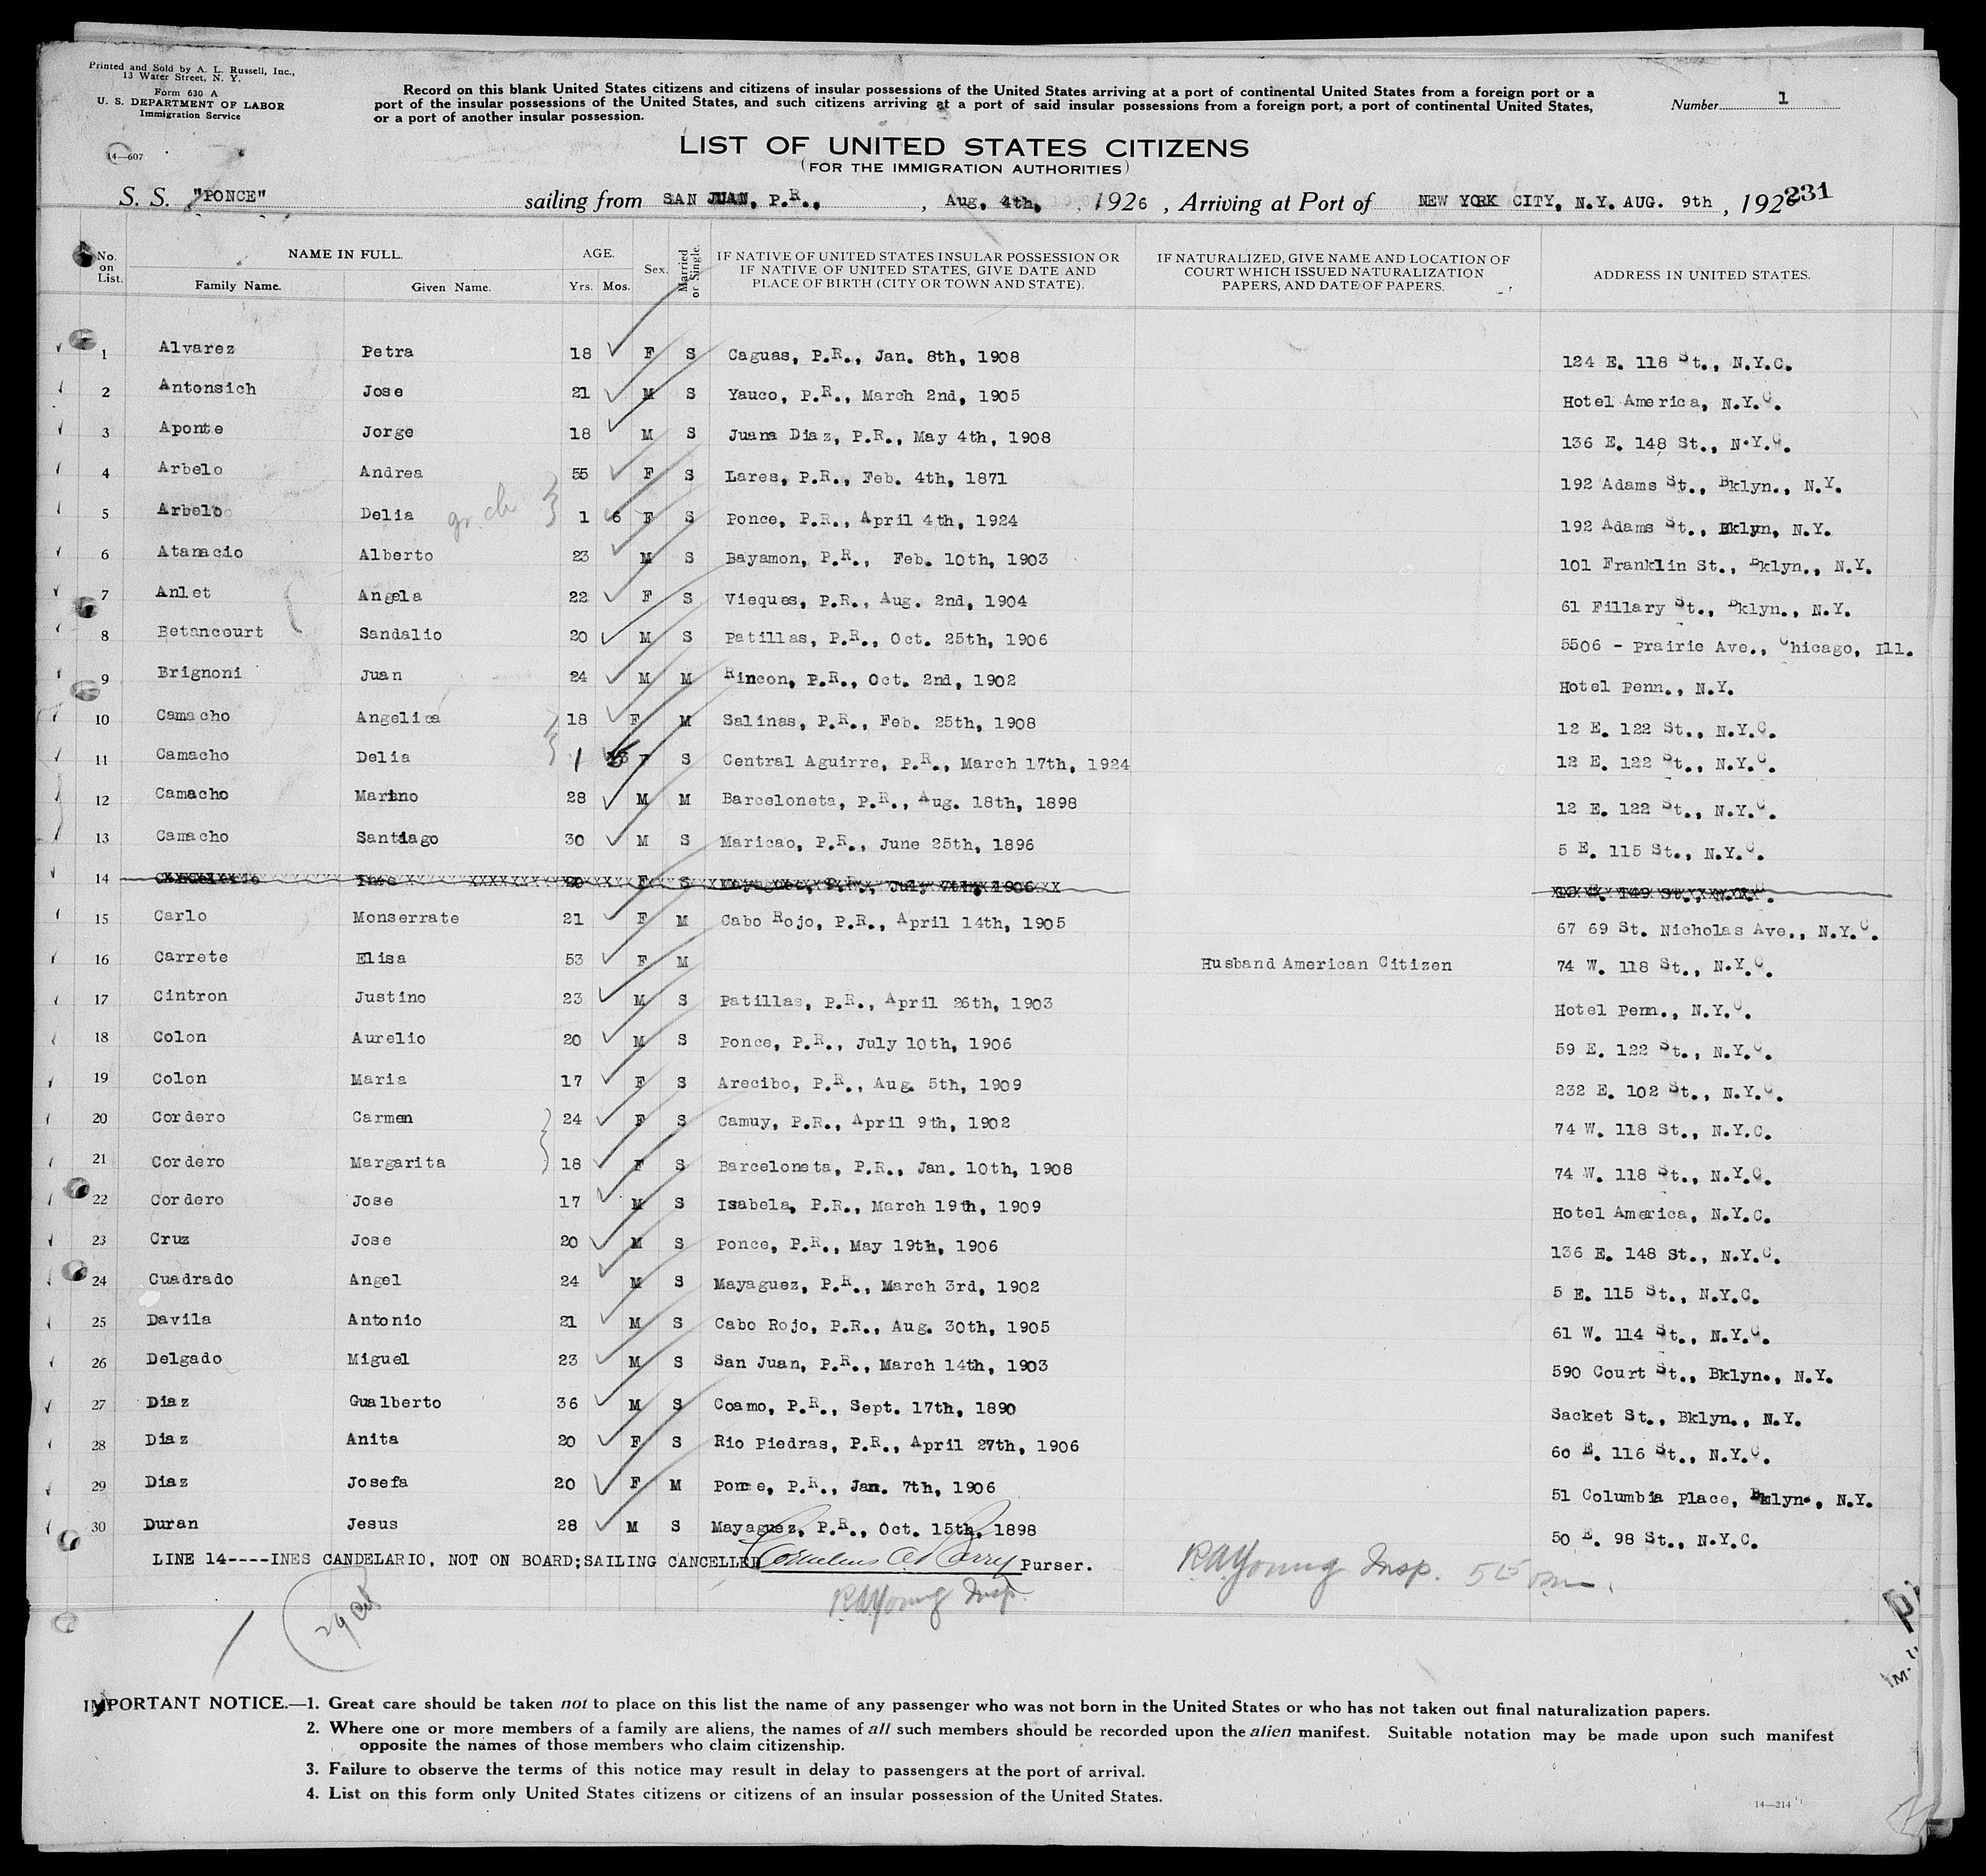 Printed and Sold by A. L. Russell, Inc.,
13 Water Street, N. Y.
Form 630 A
U. S. DEPARTMENT OF LABOR
Immigration Service
14—607
Record on this blank United States citizens and citizens of insular possessions of the United States arriving at a port of continental United States from a foreign port or a
port of the insular possessions of the United States, and such citizens arriving at a port of said insular possessions from a foreign port, a port of continental United States,
or a port of another insular possession.
Number 1
LIST OF UNITED STATES CITIZENS
(FOR THE IMMIGRATION AUTHORITIES)
S. S. "PONCE" sailing from SAN JUAN, P.R., , Aug. 4th, 1926 , Arriving at Port of NEW YORK CITY, N.Y. AUG. 9th , 1926 231
No. on List. NAME IN FULL. AGE. Sex. Married or Single. IF NATIVE OF UNITED STATES INSULAR POSSESSION OR IF NATIVE OF UNITED STATES, GIVE DATE AND PLACE OF BIRTH (CITY OR TOWN AND STATE). IF NATURALIZED, GIVE NAME AND LOCATION OF COURT WHICH ISSUED NATURALIZATION PAPERS, AND DATE OF PAPERS. ADDRESS IN UNITED STATES.
Family Name. Given Name. Yrs. Mos.
1 Alvarez Petra 18 F S Caguas, P.R., Jan. 8th, 1908 124 E. 118 St., N.Y.C.
2 Antonsich Jose 21 M S Yauco, P.R., March 2nd, 1905 Hotel America, N.Y.C.
3 Aponte Jorge 18 M S Juana Diaz, P.R., May 4th, 1908 136 E. 148 St., N.Y.C.
4 Arbelo Andrea 55 F S Lares, P.R., Feb. 4th, 1871 192 Adams St., Bklyn., N.Y.
5 Arbelo Delia gr. ch 1 6 F S Ponce, P.R., April 4th, 1924 192 Adams St., Bklyn, N.Y.
6 Atanacio Alberto 23 M S Bayamon, P.R., Feb. 10th, 1903 101 Franklin St., Bklyn., N.Y.
7 Anlet Angela 22 F S Vieques, P.R., Aug. 2nd, 1904 61 Fillary St., Bklyn., N.Y.
8 Betancourt Sandalio 20 M S Patillas, P.R., Oct. 25th, 1906 5506 - Prairie Ave., Chicago, Ill.
9 Brignoni Juan 24 M M Rincon, P.R., Oct. 2nd, 1902 Hotel Penn., N.Y.
10 Camacho Angelica 18 F M Salinas, P.R., Feb. 25th, 1908 12 E. 122 St., N.Y.C.
11 Camacho Delia 1 F S Central Aguirre, P.R., March 17th, 1924 12 E. 122 St., N.Y.C.
12 Camacho Marino 28 M M Barceloneta, P.R., Aug. 18th, 1898 12 E. 122 St., N.Y.C.
13 Camacho Santiago 30 M S Maricao, P.R., June 25th, 1896 5 E. 115 St., N.Y.C.
14 Ines 20 F S Mayaguez, P.R., July 7th, 1906 E. 149 St., N.Y.C.
15 Carlo Monserrate 21 F M Cabo Rojo, P.R., April 14th, 1905 67 69 St. Nicholas Ave., N.Y.C.
16 Carrete Elisa 53 F M Husband American Citizen 74 W. 118 St., N.Y.C.
17 Cintron Justino 23 M S Patillas, P.R., April 26th, 1903 Hotel Penn., N.Y.C.
18 Colon Aurelio 20 M S Ponce, P.R., July 10th, 1906 59 E. 122 St., N.Y.C.
19 Colon Maria 17 F S Arecibo, P.R., Aug. 5th, 1909 232 E. 102 St., N.Y.C.
20 Cordero Carmen 24 F S Camuy, P.R., April 9th, 1902 74 W. 118 St., N.Y.C.
21 Cordero Margarita 18 F S Barceloneta, P.R., Jan. 10th, 1908 74 W. 118 St., N.Y.C.
22 Cordero Jose 17 M S Isabela, P.R., March 19th, 1909 Hotel America, N.Y.C.
23 Cruz Jose 20 M S Ponce, P.R., May 19th, 1906 136 E. 148 St., N.Y.C.
24 Cuadrado Angel 24 M S Mayaguez, P.R., March 3rd, 1902 5 E. 115 St., N.Y.C.
25 Davila Antonio 21 M S Cabo Rojo, P.R., Aug. 30th, 1905 61 W. 114 St., N.Y.C.
26 Delgado Miguel 23 M S San Juan, P.R., March 14th, 1903 590 Court St., Bklyn., N.Y.
27 Diaz Gualberto 36 M S Coamo, P.R., Sept. 17th, 1890 Sacket St., Bklyn., N.Y.
28 Diaz Anita 20 F S Rio Piedras, P.R., April 27th, 1906 60 E. 116 St., N.Y.C.
29 Diaz Josefa 20 F M Ponce, P.R., Jan. 7th, 1906 51 Columbia Place, Bklyn., N.Y.
30 Duran Jesus 28 M S Mayaguez, P.R., Oct. 15th, 1898 50 E. 98 St., N.Y.C.
LINE 14----INES CANDELARIO, NOT ON BOARD;SAILING CANCELLED Cornelius Purser.
RAYoung Insp.
RAYoung Insp.
29
IMPORTANT NOTICE.—1. Great care should be taken not to place on this list the name of any passenger who was not born in the United States or who has not taken out final naturalization papers.
2. Where one or more members of a family are aliens, the names of all such members should be recorded upon the alien manifest. Suitable notation may be made upon such manifest
opposite the names of those members who claim citizenship.
3. Failure to observe the terms of this notice may result in delay to passengers at the port of arrival.
4. List on this form only United States citizens or citizens of an insular possession of the United States.
14—214